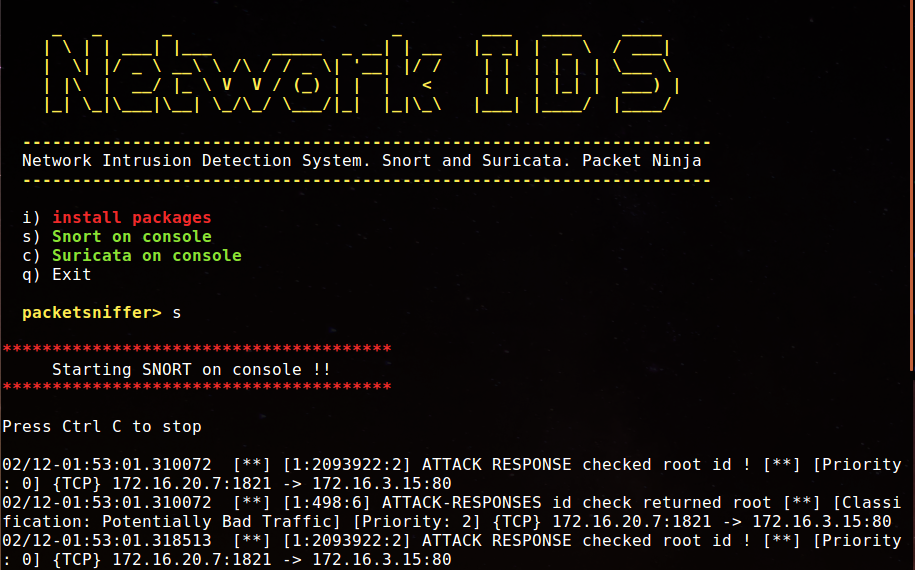 Network IDS
---------------------------------------------------------------------
Network Intrusion Detection System. Snort and Suricata. Packet Ninja
---------------------------------------------------------------------
i) install packages
s) Snort on console
c) Suricata on console
q) Exit
packetsniffer> s
***************************************
Starting SNORT on console !!
***************************************
Press Ctrl C to stop
02/12-01:53:01.310072  [**] [1:2093922:2] ATTACK RESPONSE checked root id ! [**] [Priority
: 0] {TCP} 172.16.20.7:1821 -> 172.16.3.15:80
02/12-01:53:01.310072  [**] [1:498:6] ATTACK-RESPONSES id check returned root [**] [Classi
fication: Potentially Bad Traffic] [Priority: 2] {TCP} 172.16.20.7:1821 -> 172.16.3.15:80
02/12-01:53:01.318513  [**] [1:2093922:2] ATTACK RESPONSE checked root id ! [**] [Priority
: 0] {TCP} 172.16.20.7:1821 -> 172.16.3.15:80